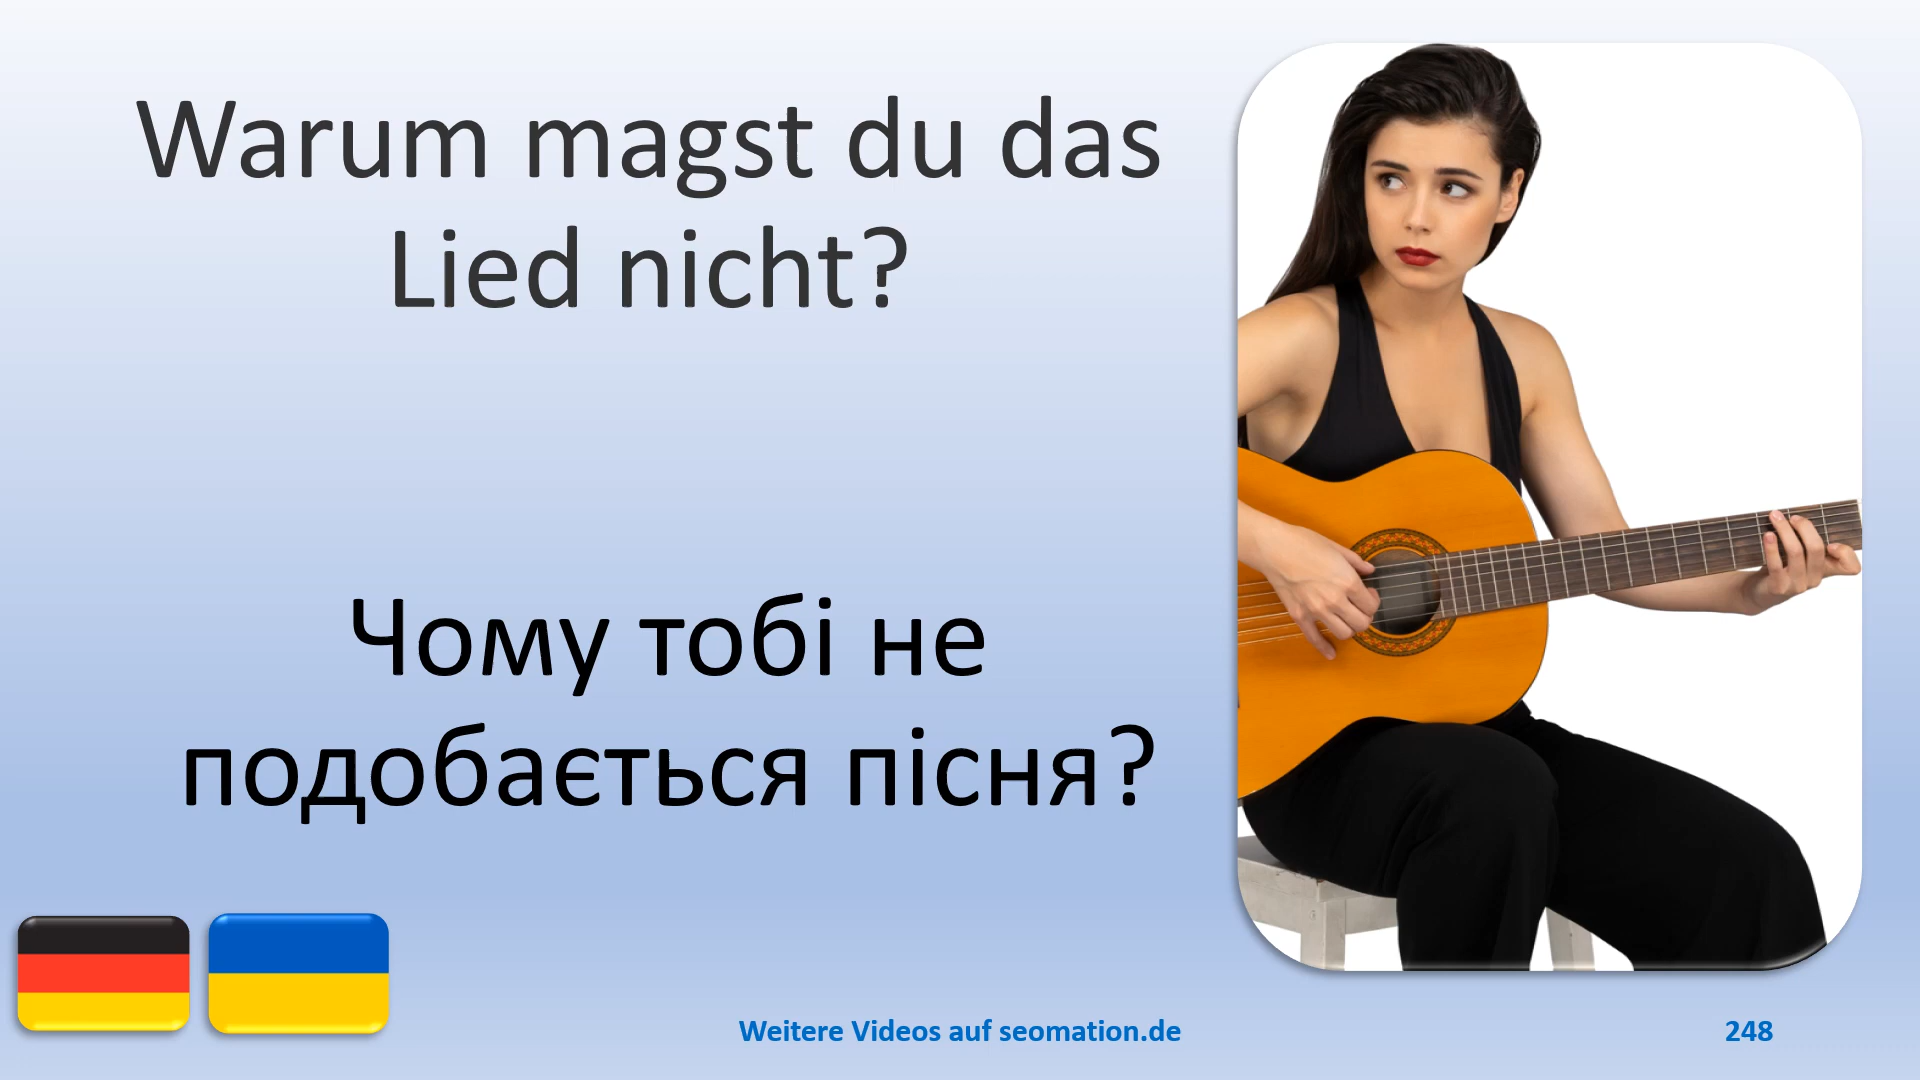 Warum magst du das
Lied nicht?
Чому тобі не
подобається пісня?
Weitere Videos auf seomation.de
248